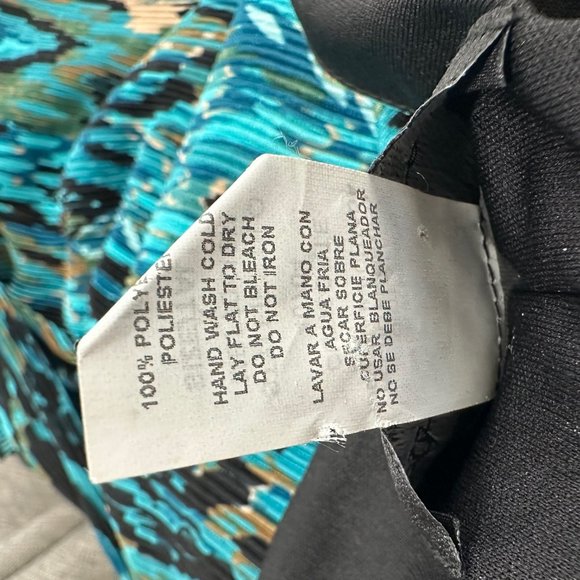 100% POLY
POLIESTE
HAND WASH COLD
LAY FLAT TO DRY
DO NOT BLEACH
DO NOT IRON
LAVAR A MANO CON
AGUA FRIA
SECAR SOBRE
SUPERFICIE PLANA
NO USAR BLANQUEADOR
NO SE DEBE PLANCHAR